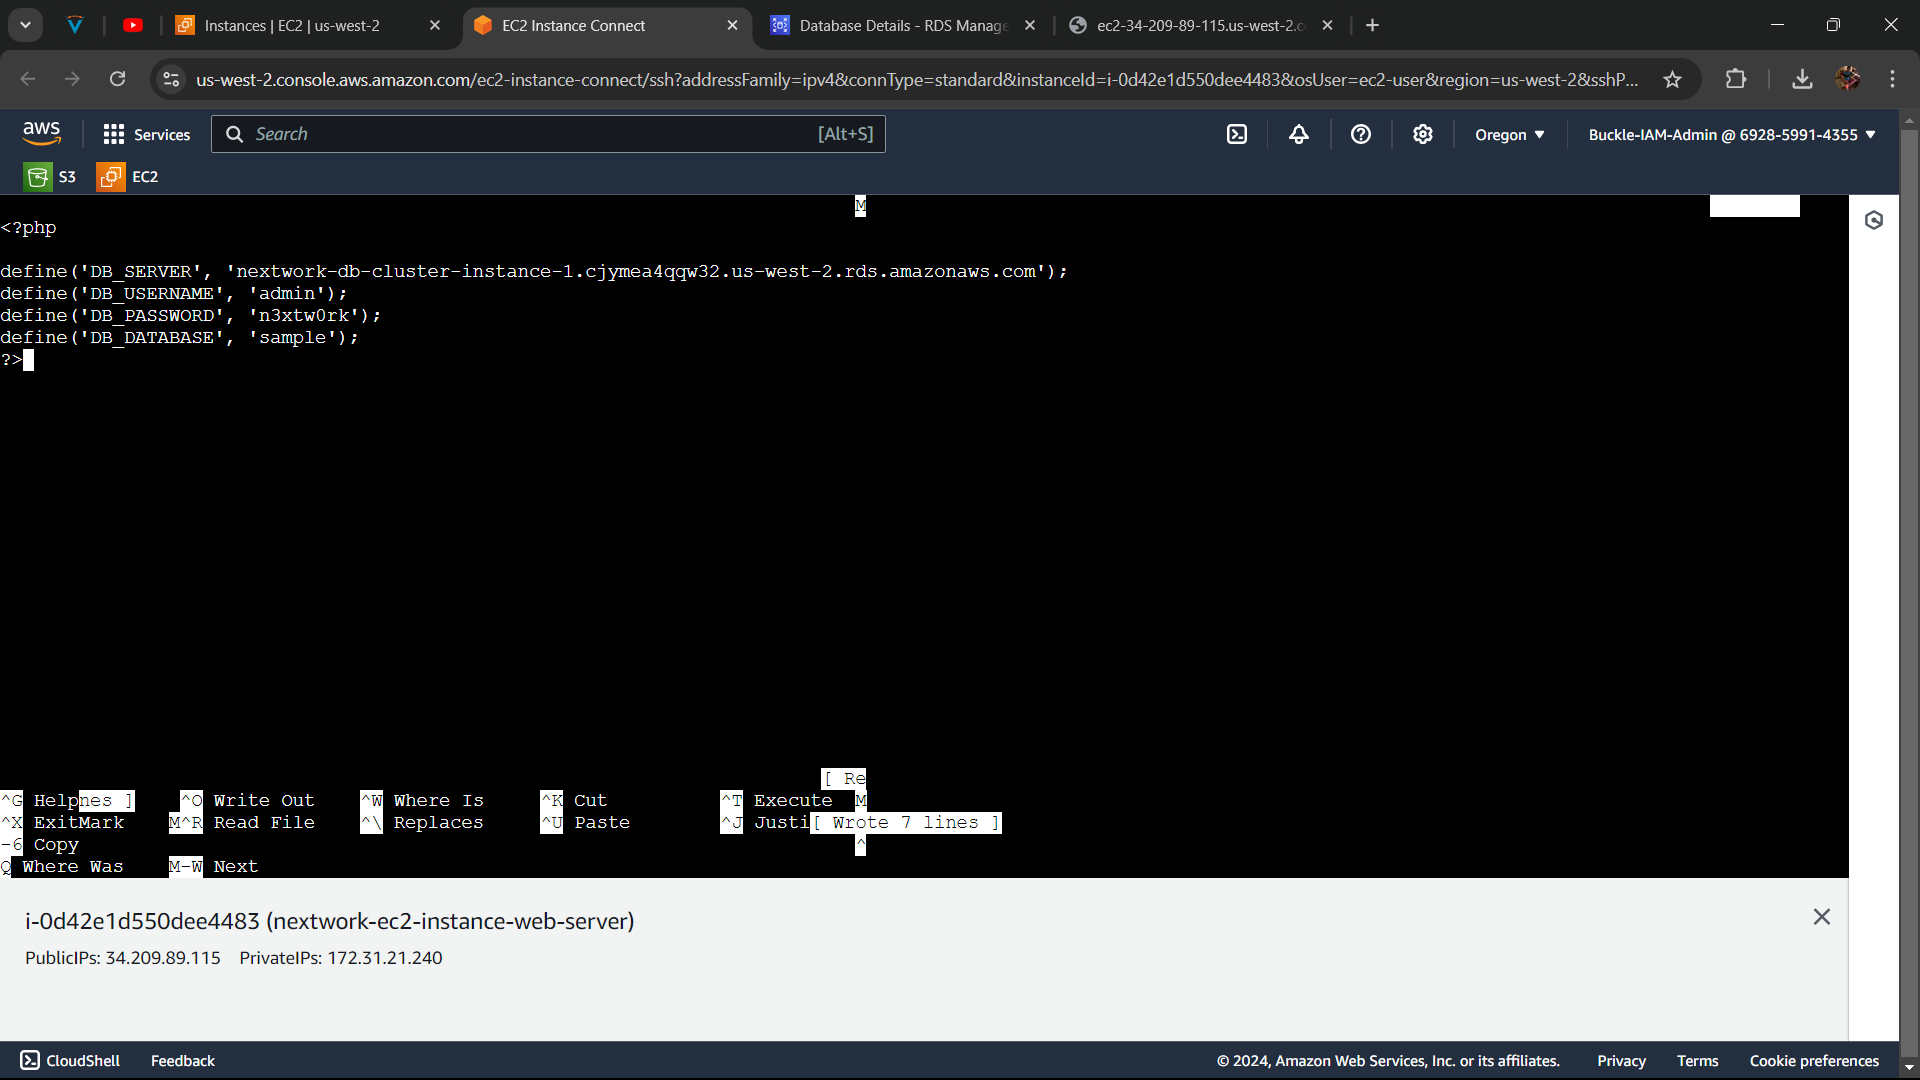 Instances | EC2 | us-west-2
EC2 Instance Connect
Database Details - RDS Manage
ec2-34-209-89-115.us-west-2.c
us-west-2.console.aws.amazon.com/ec2-instance-connect/ssh?addressFamily=ipv4&connType=standard&instanceId=i-0d42e1d550dee4483&osUser=ec2-user&region=us-west-2&sshP...
aws
Services
Search
[Alt+S]
Oregon
Buckle-IAM-Admin @ 6928-5991-4355
S3
EC2
M
<?php
define('DB_SERVER', 'nextwork-db-cluster-instance-1.cjymea4qqw32.us-west-2.rds.amazonaws.com');
define('DB_USERNAME', 'admin');
define('DB_PASSWORD', 'n3xtw0rk');
define('DB_DATABASE', 'sample');
?>
[ Re
^G Helpnes ] ^O Write Out ^W Where Is ^K Cut ^T Execute M
^X ExitMark M^R Read File ^\ Replaces ^U Paste ^J Justi[ Wrote 7 lines ]
-6 Copy ^
Q Where Was M-W Next
i-0d42e1d550dee4483 (nextwork-ec2-instance-web-server)
PublicIPs: 34.209.89.115 PrivateIPs: 172.31.21.240
CloudShell
Feedback
© 2024, Amazon Web Services, Inc. or its affiliates.
Privacy
Terms
Cookie preferences